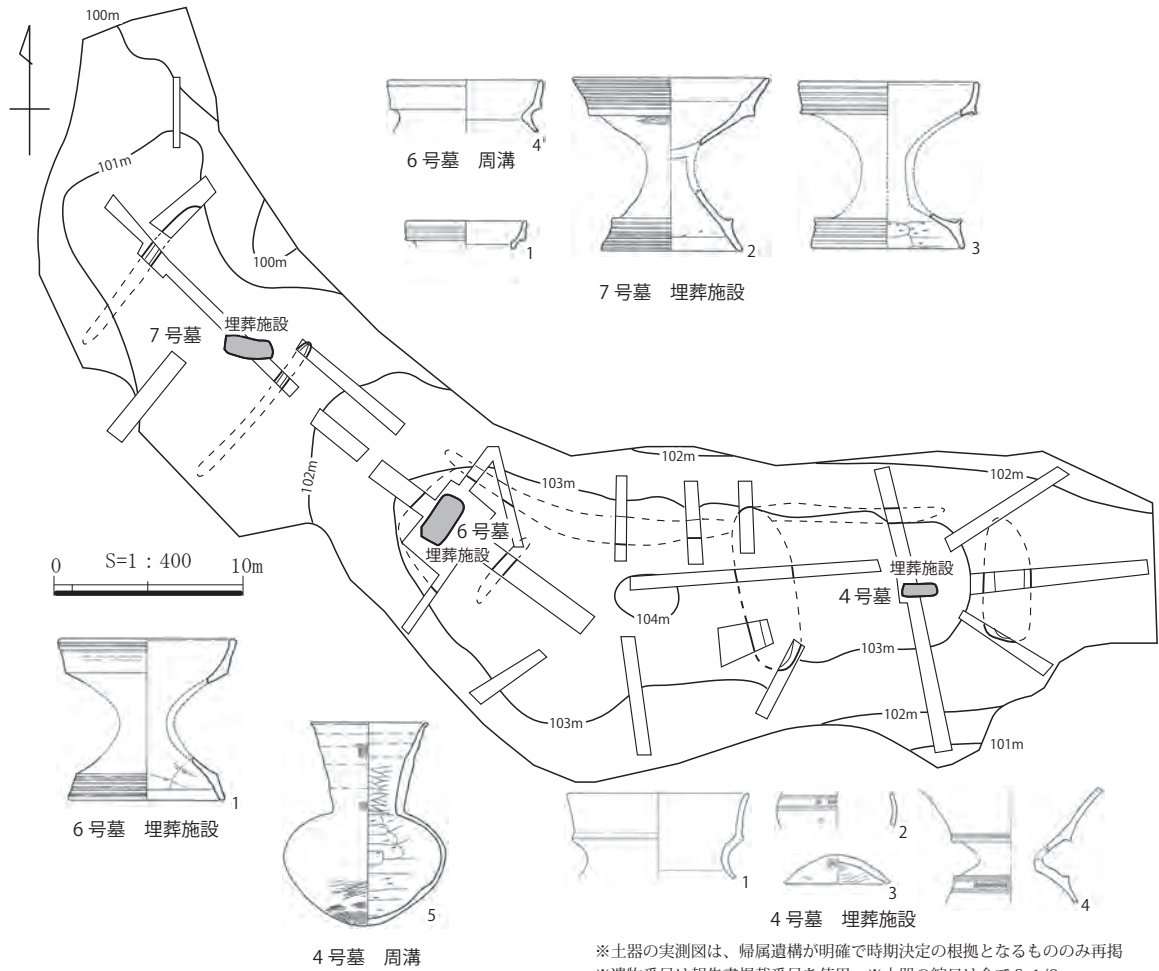 100m
101m
100m
7号墓
埋葬施設
102m
6号墓 周溝
4
1
2
3
7号墓 埋葬施設
103m
102m
102m
6号墓
埋葬施設
埋葬施設
4号墓
104m
103m
103m
102m
101m
0
S=1：400
10m
1
6号墓 埋葬施設
5
4号墓 周溝
1
2
3
4
4号墓 埋葬施設
※土器の実測図は、帰属遺構が明確で時期決定の根拠となるもののみ再掲